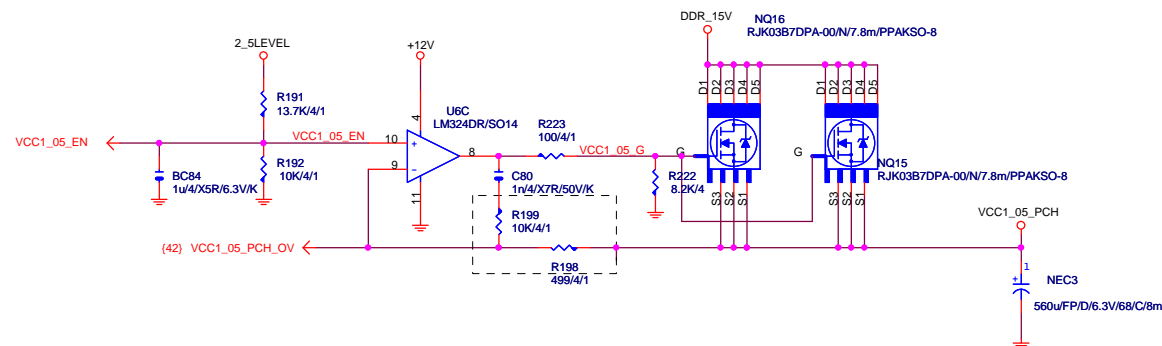 DDR_15V
NQ16
RJK03B7DPA-00/N/7.8m/PPAKSO-8
2_5LEVEL
+12V
D1
D2
D3
D4
D5
D1
D2
D3
D4
D5
R191
13.7K/4/1
U6C
LM324DR/SO14
4
VCC1_05_EN
VCC1_05_EN
10
+
8
R223
100/4/1
VCC1_05_G
G
G
9
-
11
R192
10K/4/1
BC84
1u/4/X5R/6.3V/K
C80
1n/4/X7R/50V/K
R222
8.2K/4
NQ15
RJK03B7DPA-00/N/7.8m/PPAKSO-8
S3
S2
S1
S3
S2
S1
R199
10K/4/1
VCC1_05_PCH
{42} VCC1_05_PCH_OV
R198
499/4/1
1
+
NEC3
560u/FP/D/6.3V/68/C/8m